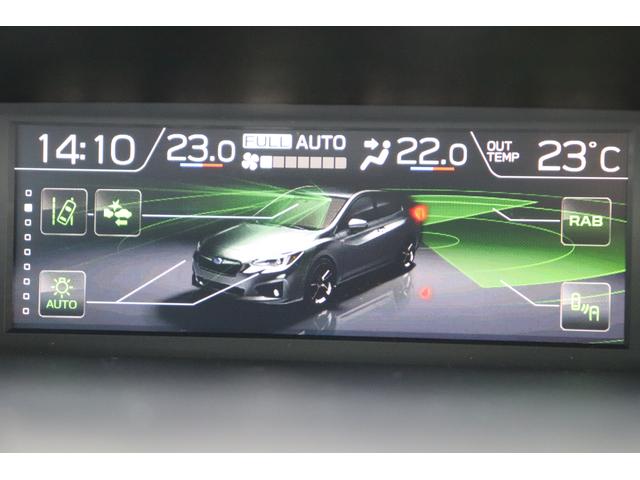 14:10 23.0 FULL AUTO 22.0 OUT TEMP 23°C
RAB
AUTO
A